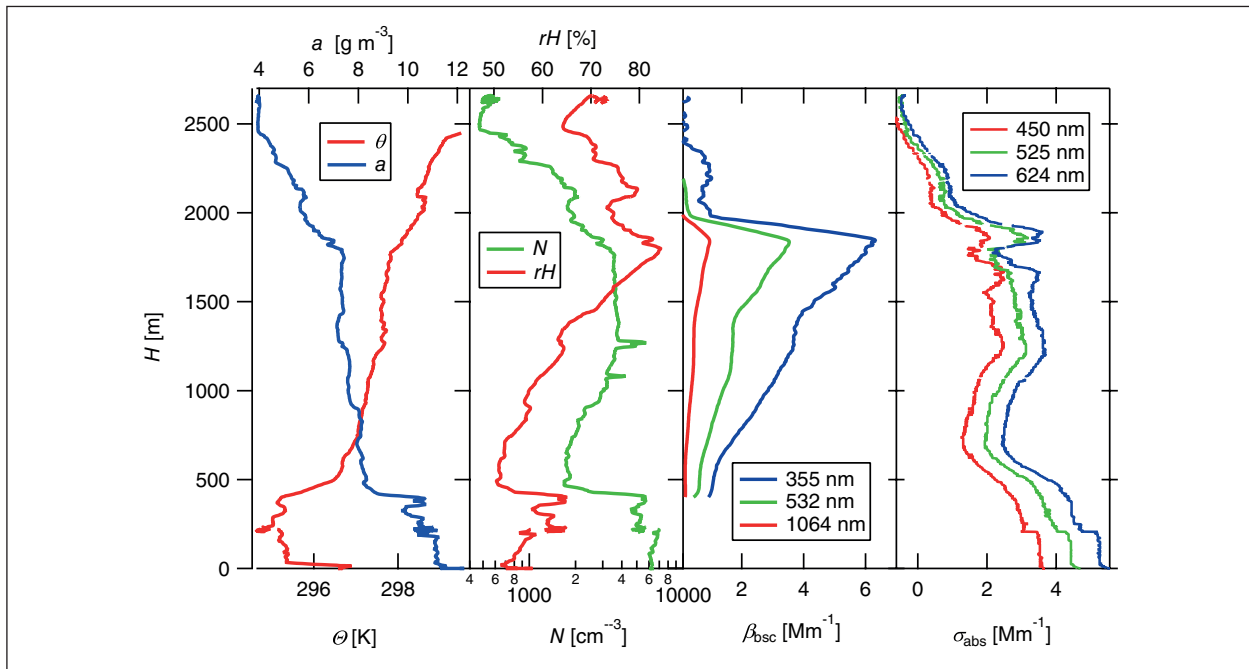 a [g m⁻³]
rH [%]
4 6 8 10 12
50 60 70 80
2500
2000
1500
1000
500
0
H [m]
θ
a
N
rH
355 nm
532 nm
1064 nm
450 nm
525 nm
624 nm
296 298
4 6 8 2 4 6 8
1000 10000
2 4 6
0 2 4
Θ [K]
N [cm⁻⁻³]
βbsc [Mm⁻¹]
σabs [Mm⁻¹]